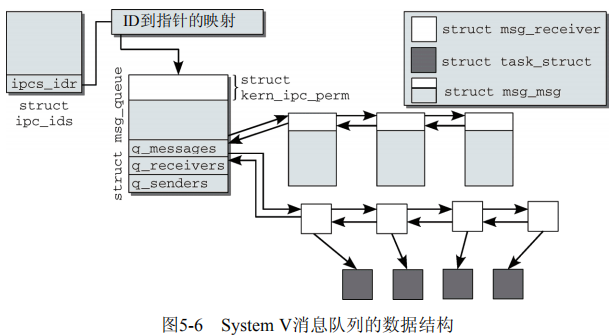 ID到指针的映射
ipcs_idr
struct
ipc_ids
struct msg_queue
struct
kern_ipc_perm
q_messages
q_receivers
q_senders
struct msg_receiver
struct task_struct
struct msg_msg
图5-6 System V消息队列的数据结构